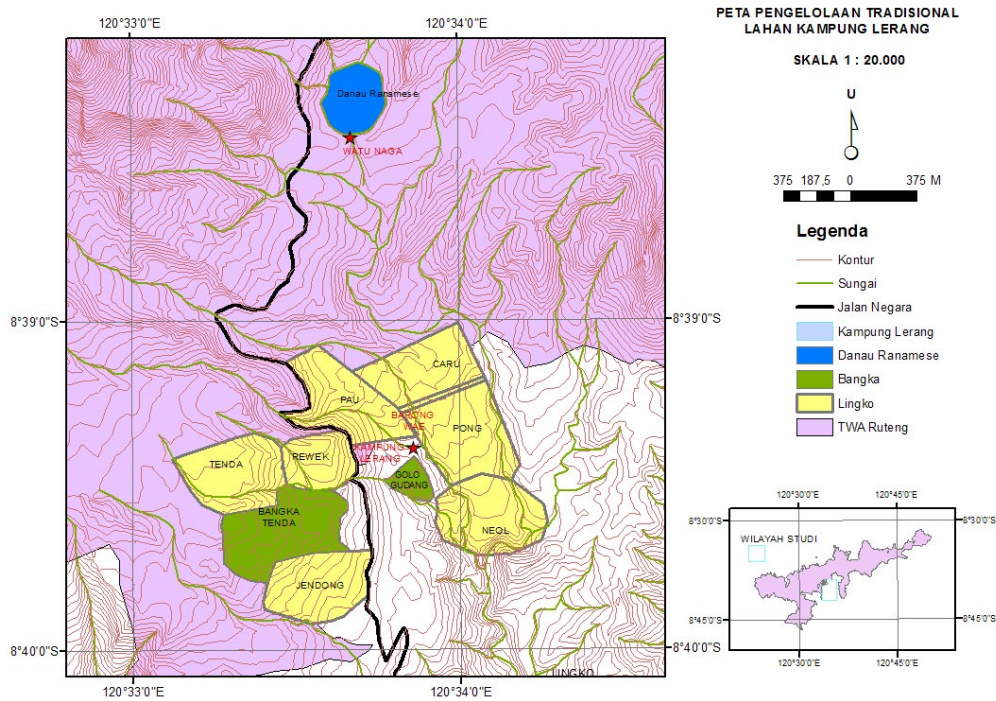 120°33'0"E 120°34'0"E
PETA PENGELOLAAN TRADISIONAL
LAHAN KAMPUNG LERANG
SKALA 1 : 20.000
U
375 187,5 0 375 M
Legenda
Kontur
Sungai
Jalan Negara
Kampung Lerang
Danau Ranamese
Bangka
Lingko
TWA Ruteng
Danau Ranamese
WATU NAGA
8°39'0"S 8°39'0"S
CARU
PAU
BARONG
WAE
PONG
KAMPUNG
LERANG
TENDA
REWEK
GOLO
GUDANG
BANGKA
TENDA
NEOL
JENDONG
8°40'0"S 8°40'0"S
LINGKO
120°33'0"E 120°34'0"E
120°30'0"E 120°45'0"E
8°30'0"S 8°30'0"S
WILAYAH STUDI
8°45'0"S 8°45'0"S
120°30'0"E 120°45'0"E